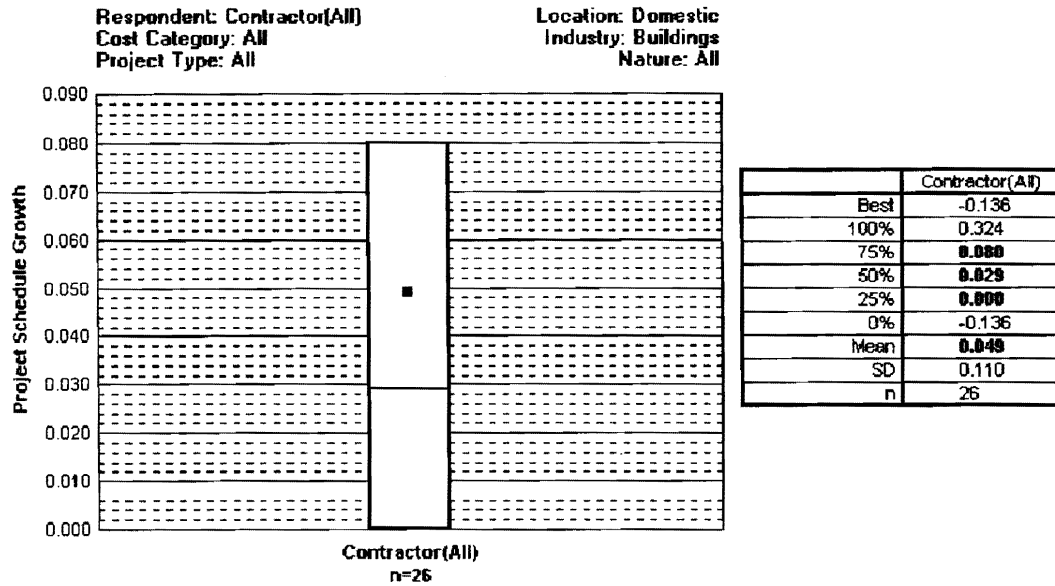 Respondent: Contractor(All)
Cost Category: All
Project Type: All
Location: Domestic
Industry: Buildings
Nature: All
Project Schedule Growth
0.090
0.080
0.070
0.060
0.050
0.040
0.030
0.020
0.010
0.000
Contractor(All)
n=26
Contractor(All)
Best -0.136
100% 0.324
75% 0.080
50% 0.029
25% 0.000
0% -0.136
Mean 0.049
SD 0.110
n 26